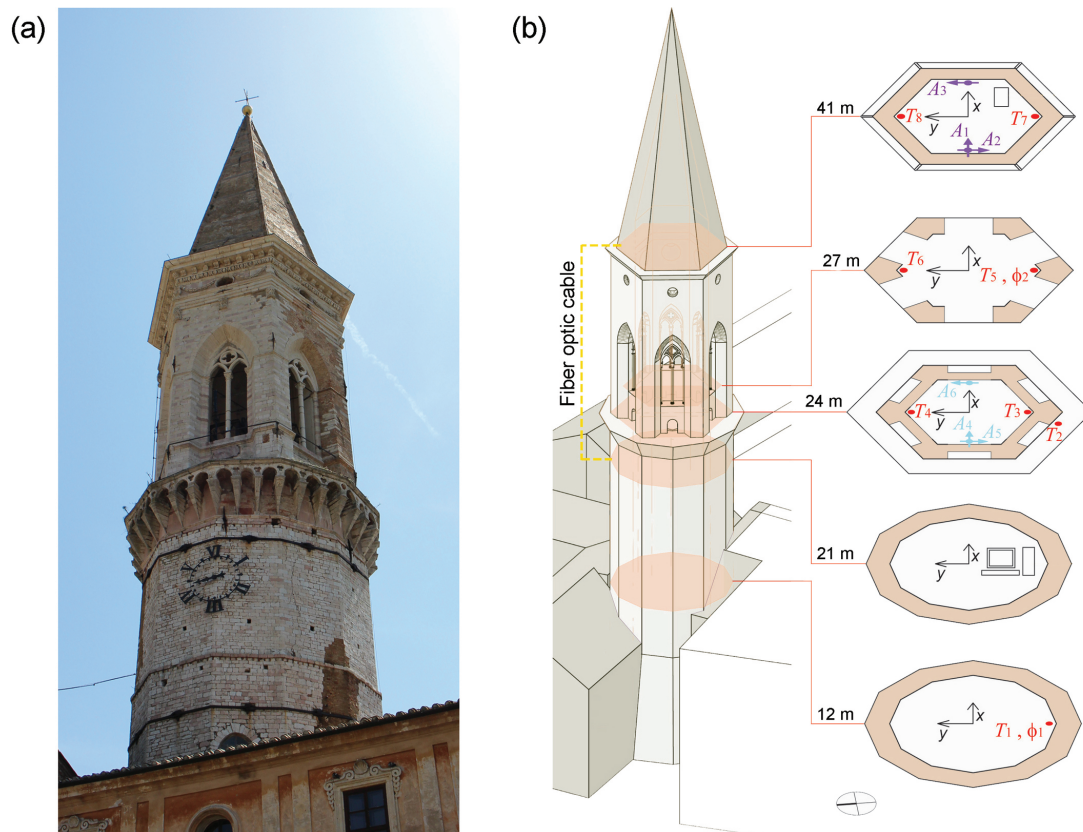 (a)
(b)
Fiber optic cable
41 m
A3
x
T8
y
T7
A1
A2
27 m
T6
x
y
T5 , ϕ2
24 m
A6
x
T4
y
T3
T2
A4
A5
21 m
x
y
12 m
x
y
T1 , ϕ1